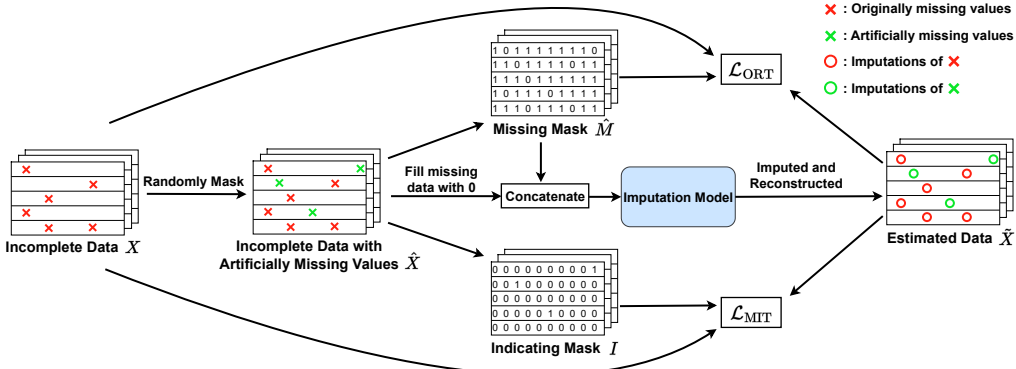 : Originally missing values
: Artificially missing values
: Imputations of
: Imputations of
1 0 1 1 1 1 1 1 1 0
1 1 0 1 1 1 0 1 1 1
1 1 1 0 1 1 1 1 1 1
1 0 1 1 1 0 1 1 1 1
1 1 1 0 1 1 1 0 1 1
Missing Mask M̂
ℒORT
Randomly Mask
Fill missing
data with 0
Concatenate
Imputation Model
Imputed and
Reconstructed
Incomplete Data X
Incomplete Data with
Artificially Missing Values X̂
Estimated Data X̃
0 0 0 0 0 0 0 0 0 1
0 0 1 0 0 0 0 0 0 0
0 0 0 0 0 0 0 0 0 0
0 0 0 0 0 1 0 0 0 0
0 0 0 0 0 0 0 0 0 0
Indicating Mask I
ℒMIT